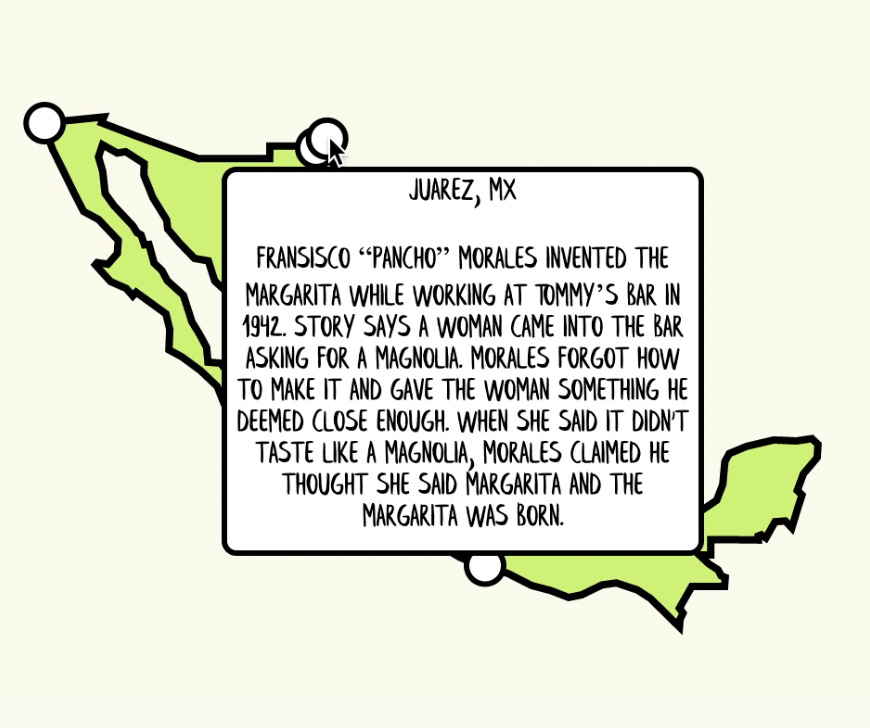 JUAREZ, MX
FRANSISCO “PANCHO” MORALES INVENTED THE
MARGARITA WHILE WORKING AT TOMMY’S BAR IN
1942. STORY SAYS A WOMAN CAME INTO THE BAR
ASKING FOR A MAGNOLIA. MORALES FORGOT HOW
TO MAKE IT AND GAVE THE WOMAN SOMETHING HE
DEEMED CLOSE ENOUGH. WHEN SHE SAID IT DIDN'T
TASTE LIKE A MAGNOLIA, MORALES CLAIMED HE
THOUGHT SHE SAID MARGARITA AND THE
MARGARITA WAS BORN.